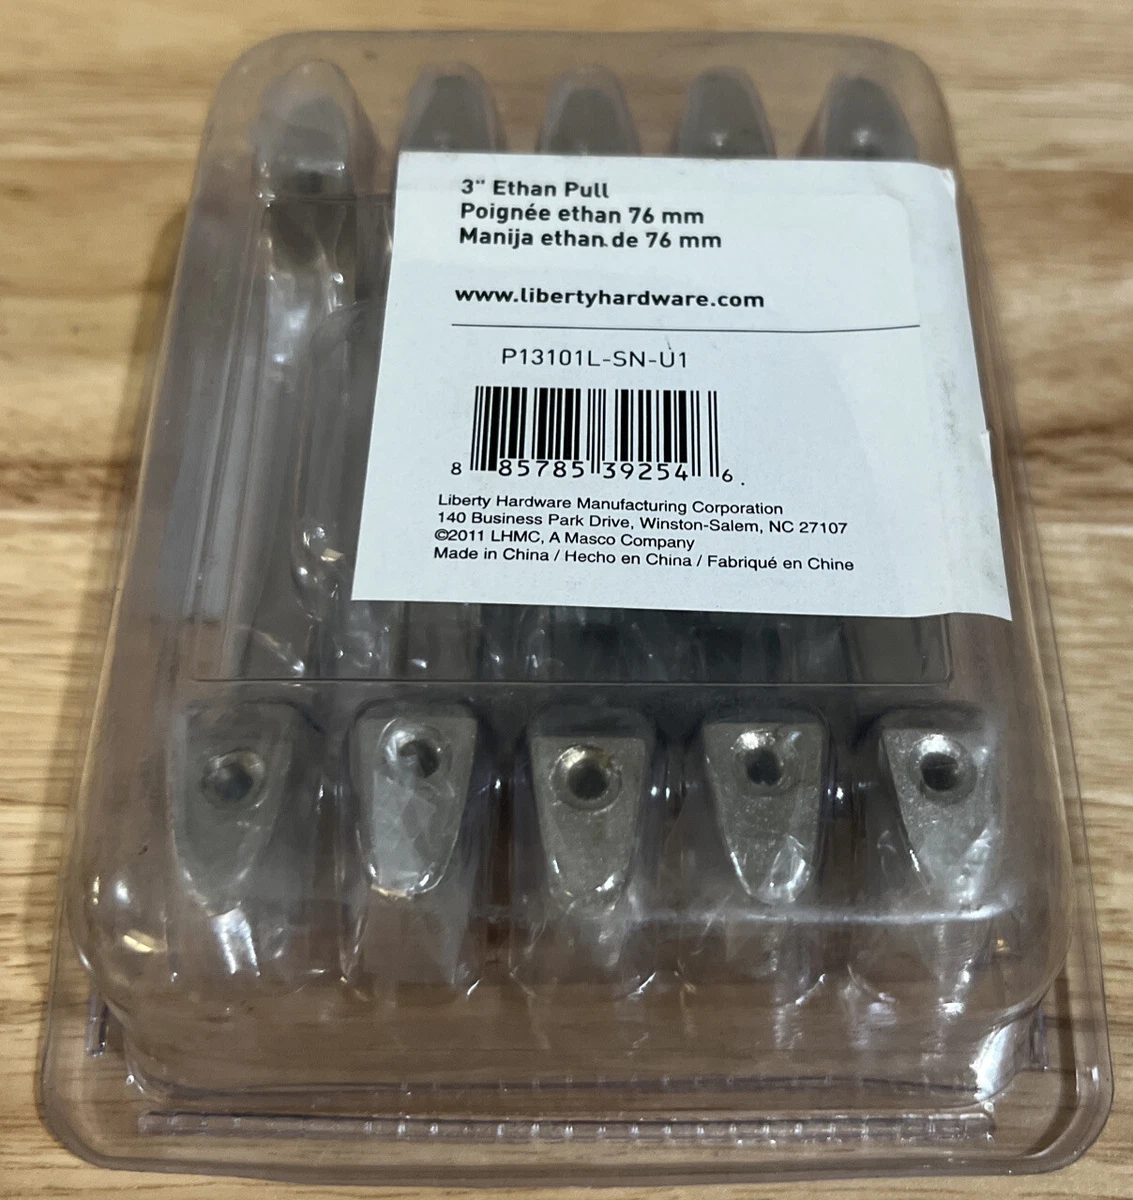 3" Ethan Pull
Poignée ethan 76 mm
Manija ethan de 76 mm
www.libertyhardware.com
P13101L-SN-U1
8 85785 39254 6
Liberty Hardware Manufacturing Corporation
140 Business Park Drive, Winston-Salem, NC 27107
©2011 LHMC, A Masco Company
Made in China / Hecho en China / Fabriqué en Chine